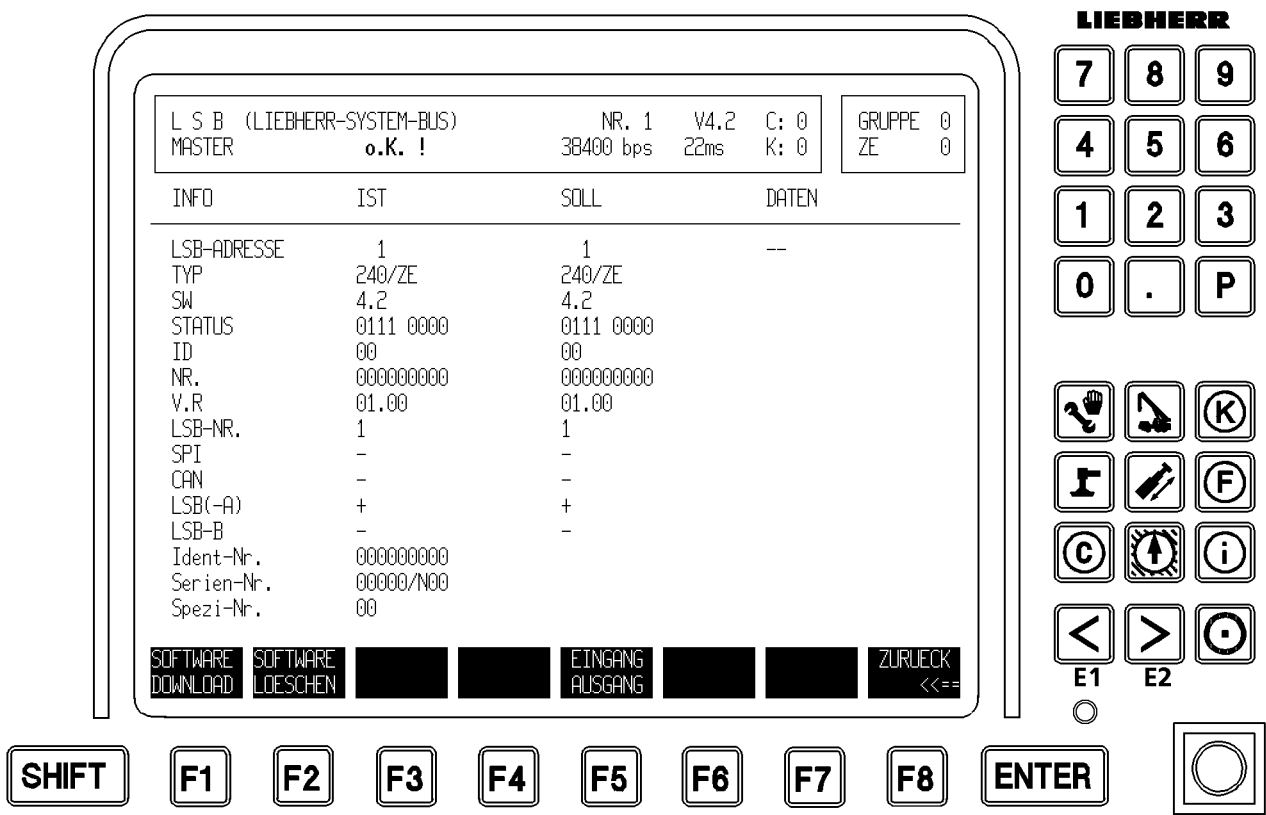 LIEBHERR
L S B (LIEBHERR-SYSTEM-BUS) NR. 1 V4.2 C: 0 GRUPPE 0
MASTER o.K. ! 38400 bps 22ms K: 0 ZE 0
INFO IST SOLL DATEN
LSB-ADRESSE 1 1 --
TYP 240/ZE 240/ZE
SW 4.2 4.2
STATUS 0111 0000 0111 0000
ID 00 00
NR. 000000000 000000000
V.R 01.00 01.00
LSB-NR. 1 1
SPI - -
CAN - -
LSB(-A) + +
LSB-B - -
Ident-Nr. 000000000
Serien-Nr. 00000/N00
Spezi-Nr. 00
SOFTWARE SOFTWARE EINGANG ZURUECK
DOWNLOAD LOESCHEN AUSGANG <<==
7 8 9
4 5 6
1 2 3
0 . P
K
F
C i
< >
E1 E2
SHIFT F1 F2 F3 F4 F5 F6 F7 F8 ENTER